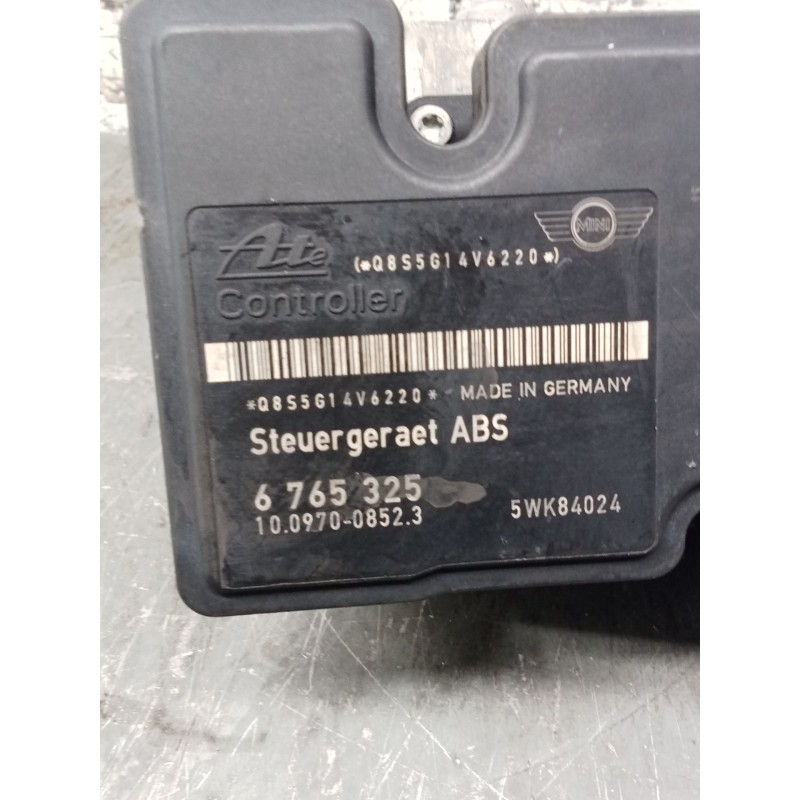 Ate
(*Q8S5G14V6220*)
MINI
Controller
*Q8S5G14V6220* MADE IN GERMANY
Steuergeraet ABS
6 765 325
10.0970-0852.3
5WK84024